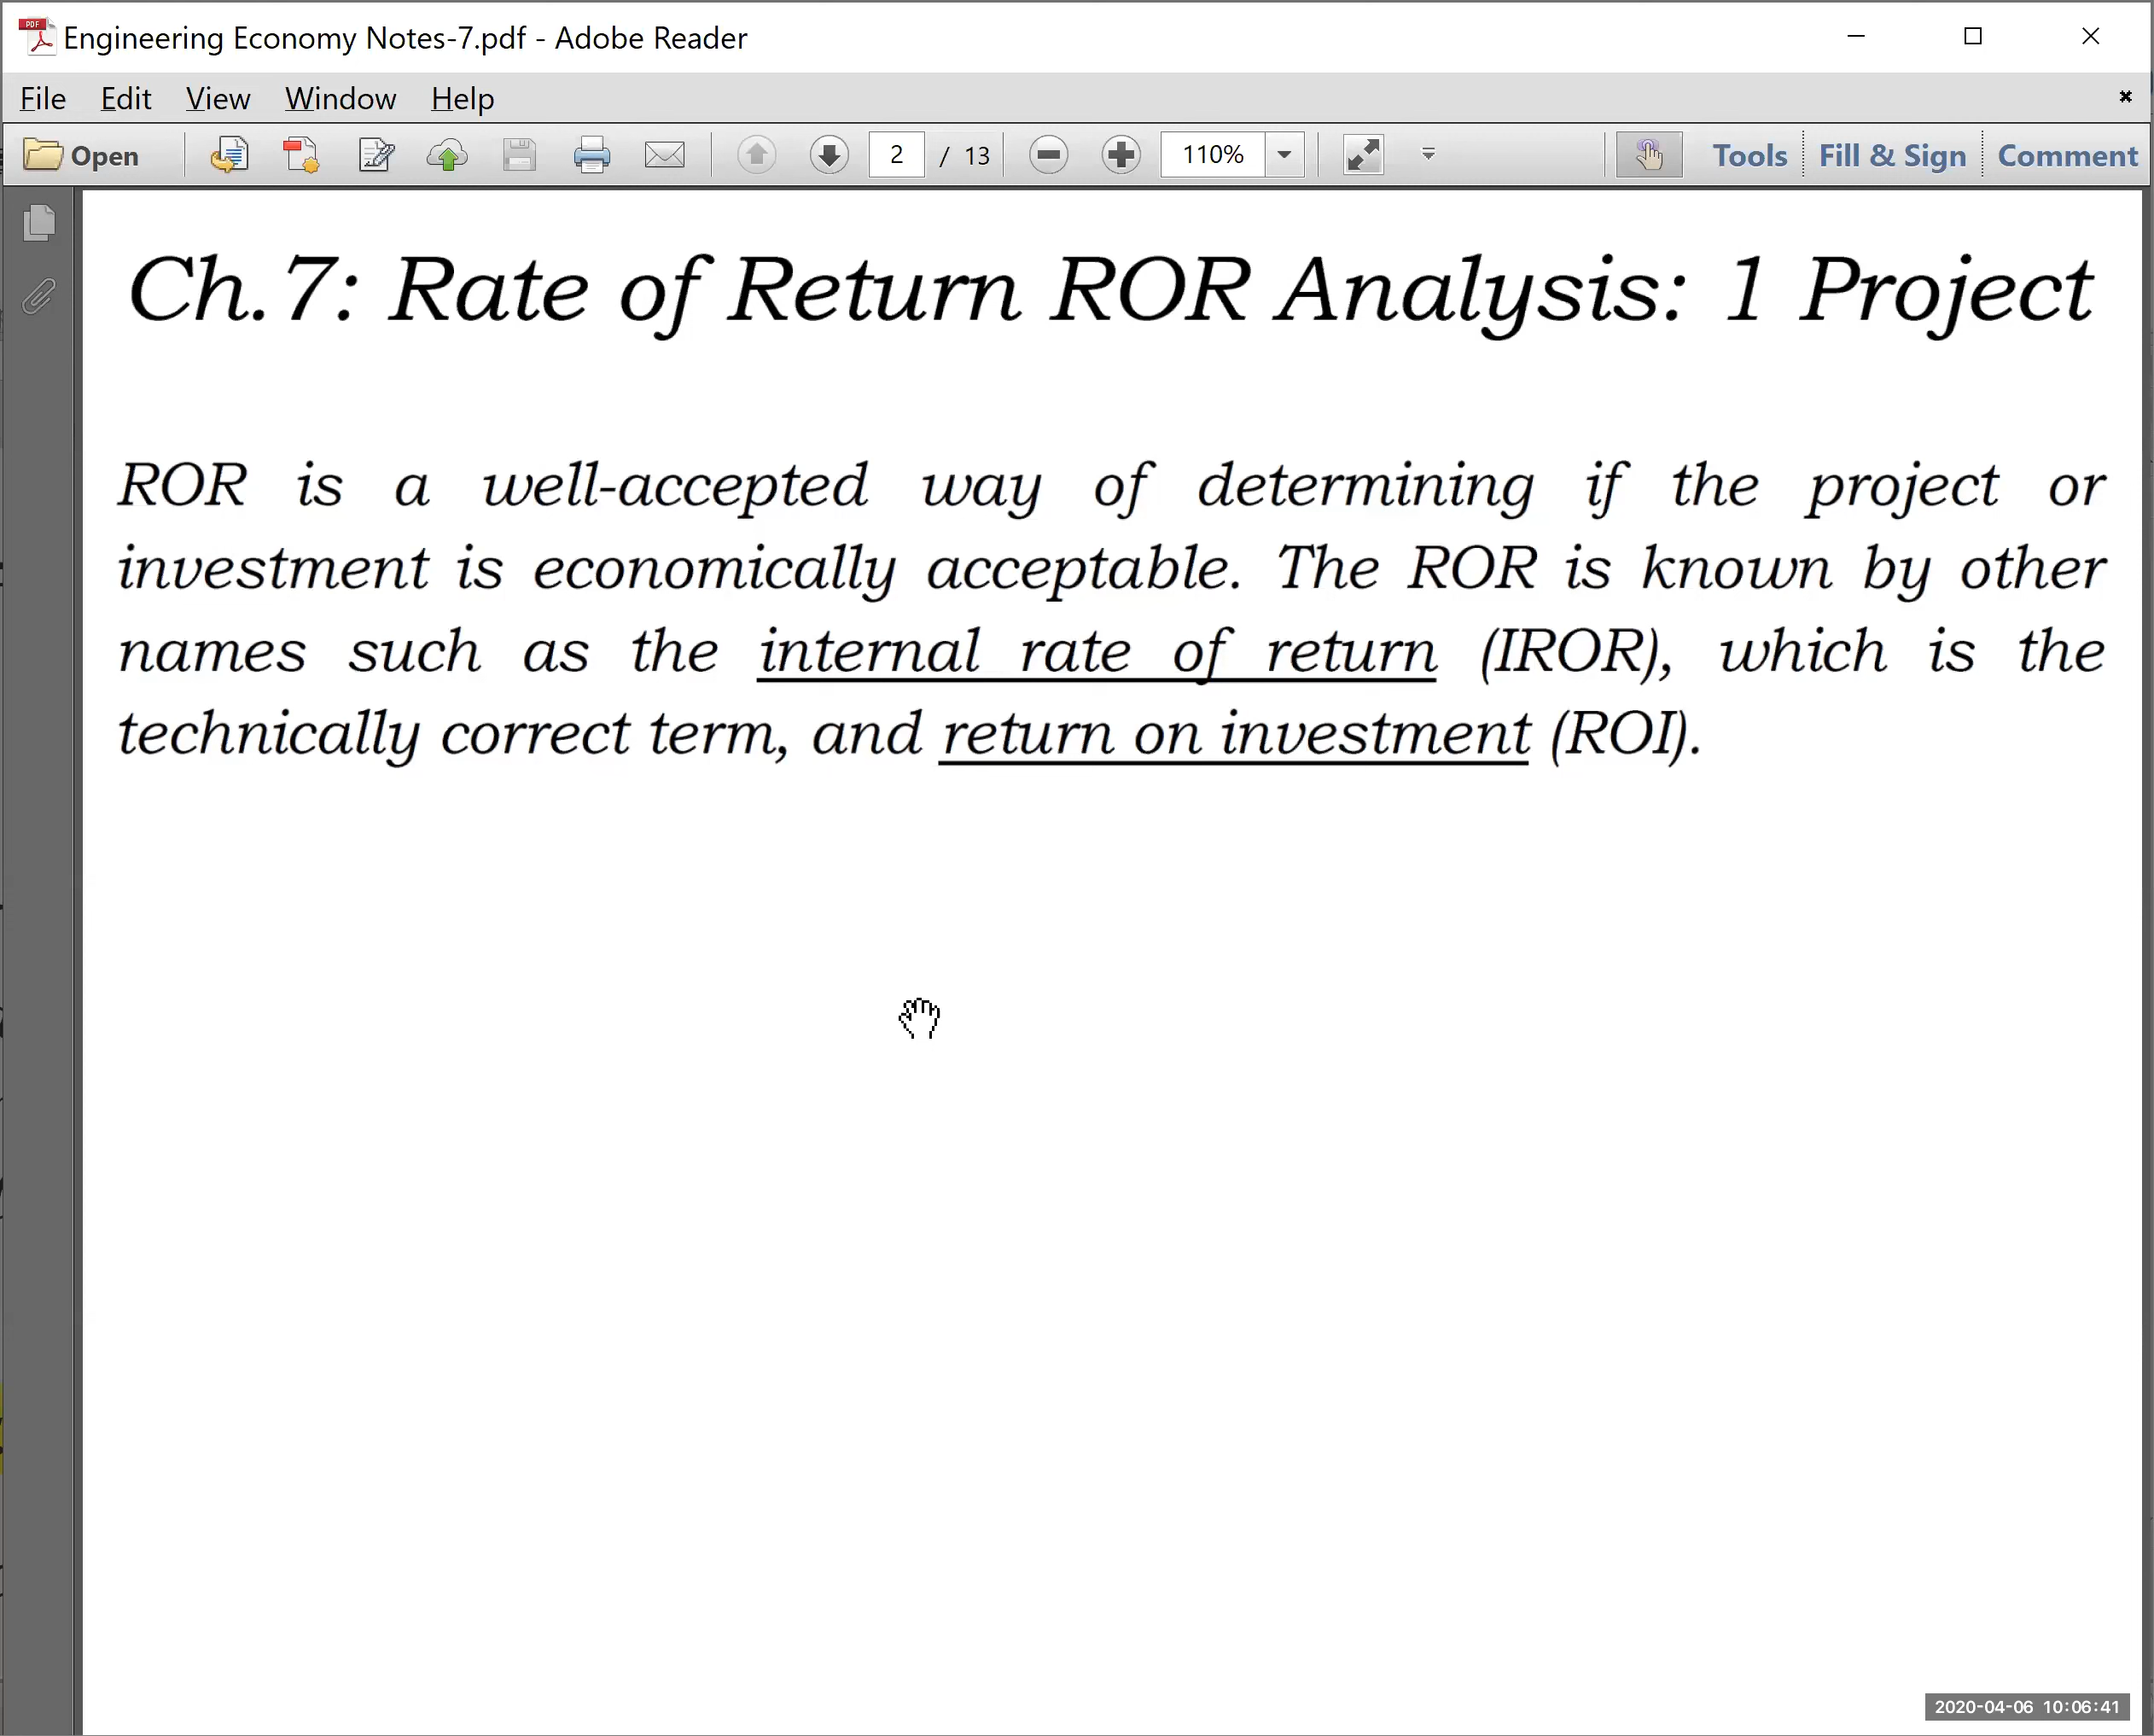 Engineering Economy Notes-7.pdf - Adobe Reader
File Edit View Window Help
Open 2 / 13 110% Tools Fill & Sign Comment
Ch.7: Rate of Return ROR Analysis: 1 Project
ROR is a well-accepted way of determining if the project or
investment is economically acceptable. The ROR is known by other
names such as the internal rate of return (IROR), which is the
technically correct term, and return on investment (ROI).
2020-04-06 10:06:41